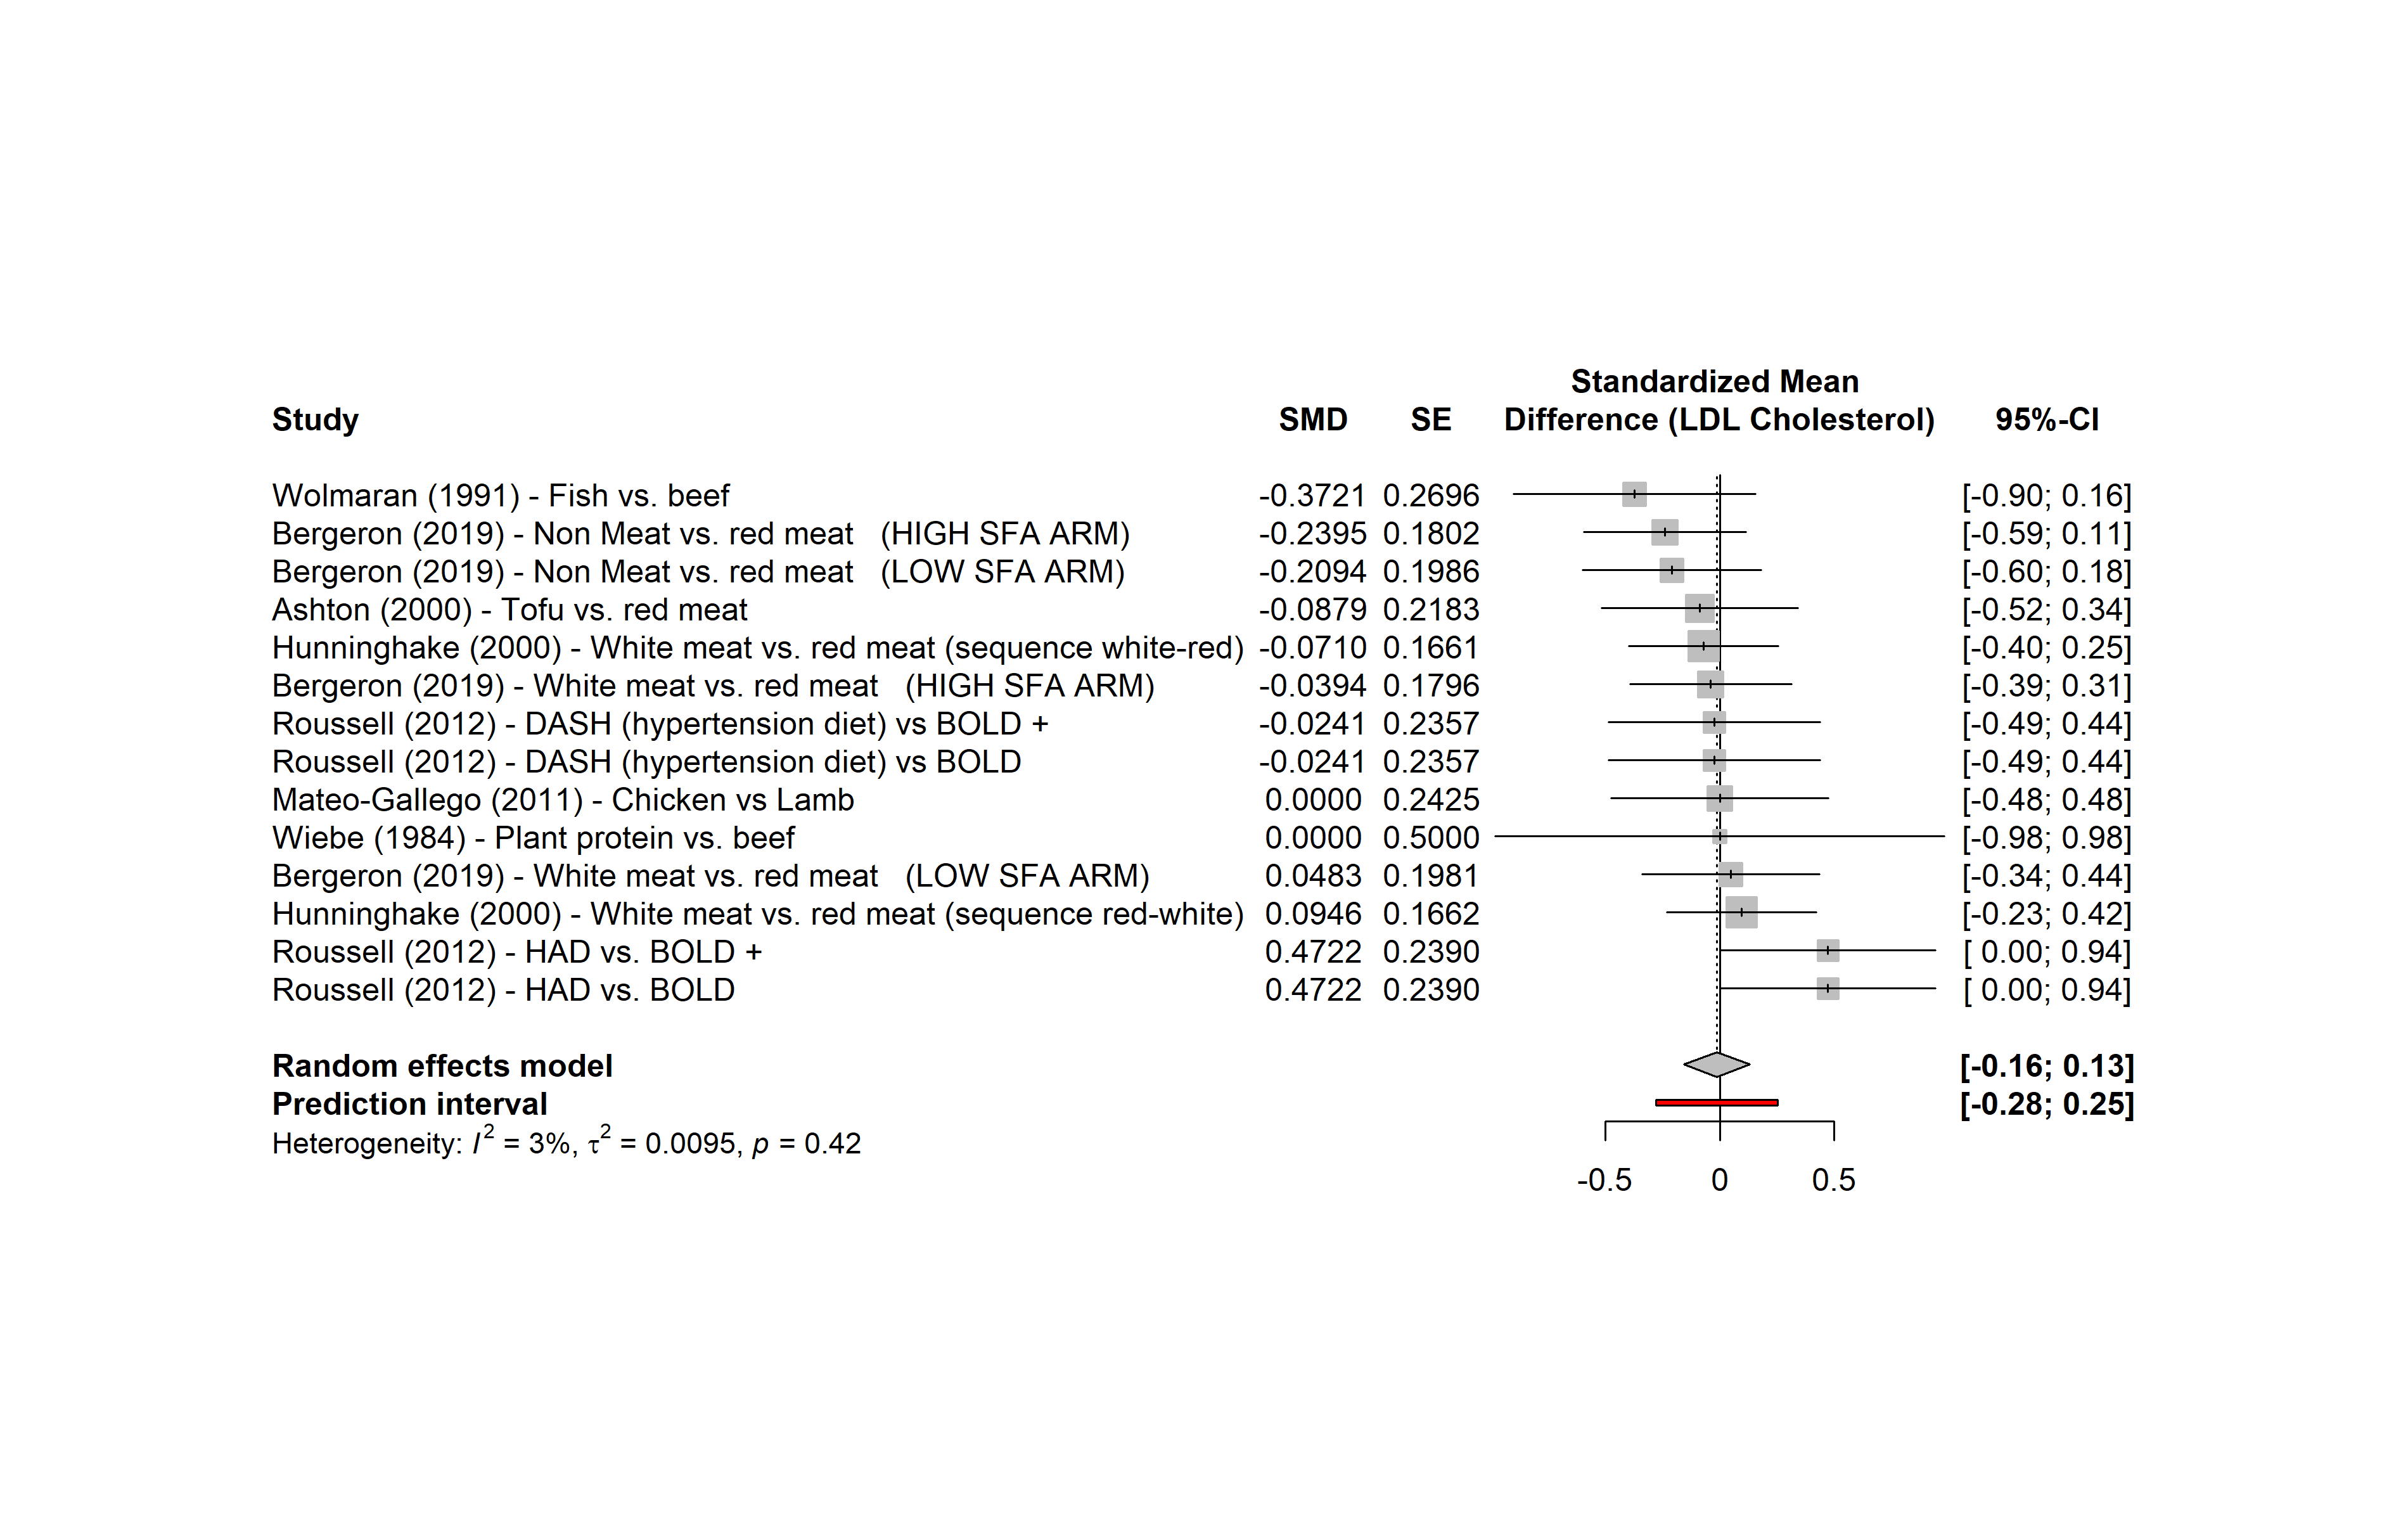 Standardized Mean
Study SMD SE Difference (LDL Cholesterol) 95%-CI
Wolmaran (1991) - Fish vs. beef -0.3721 0.2696 [-0.90; 0.16]
Bergeron (2019) - Non Meat vs. red meat (HIGH SFA ARM) -0.2395 0.1802 [-0.59; 0.11]
Bergeron (2019) - Non Meat vs. red meat (LOW SFA ARM) -0.2094 0.1986 [-0.60; 0.18]
Ashton (2000) - Tofu vs. red meat -0.0879 0.2183 [-0.52; 0.34]
Hunninghake (2000) - White meat vs. red meat (sequence white-red) -0.0710 0.1661 [-0.40; 0.25]
Bergeron (2019) - White meat vs. red meat (HIGH SFA ARM) -0.0394 0.1796 [-0.39; 0.31]
Roussell (2012) - DASH (hypertension diet) vs BOLD + -0.0241 0.2357 [-0.49; 0.44]
Roussell (2012) - DASH (hypertension diet) vs BOLD -0.0241 0.2357 [-0.49; 0.44]
Mateo-Gallego (2011) - Chicken vs Lamb 0.0000 0.2425 [-0.48; 0.48]
Wiebe (1984) - Plant protein vs. beef 0.0000 0.5000 [-0.98; 0.98]
Bergeron (2019) - White meat vs. red meat (LOW SFA ARM) 0.0483 0.1981 [-0.34; 0.44]
Hunninghake (2000) - White meat vs. red meat (sequence red-white) 0.0946 0.1662 [-0.23; 0.42]
Roussell (2012) - HAD vs. BOLD + 0.4722 0.2390 [ 0.00; 0.94]
Roussell (2012) - HAD vs. BOLD 0.4722 0.2390 [ 0.00; 0.94]
Random effects model [-0.16; 0.13]
Prediction interval [-0.28; 0.25]
Heterogeneity: I² = 3%, τ² = 0.0095, p = 0.42
-0.5 0 0.5